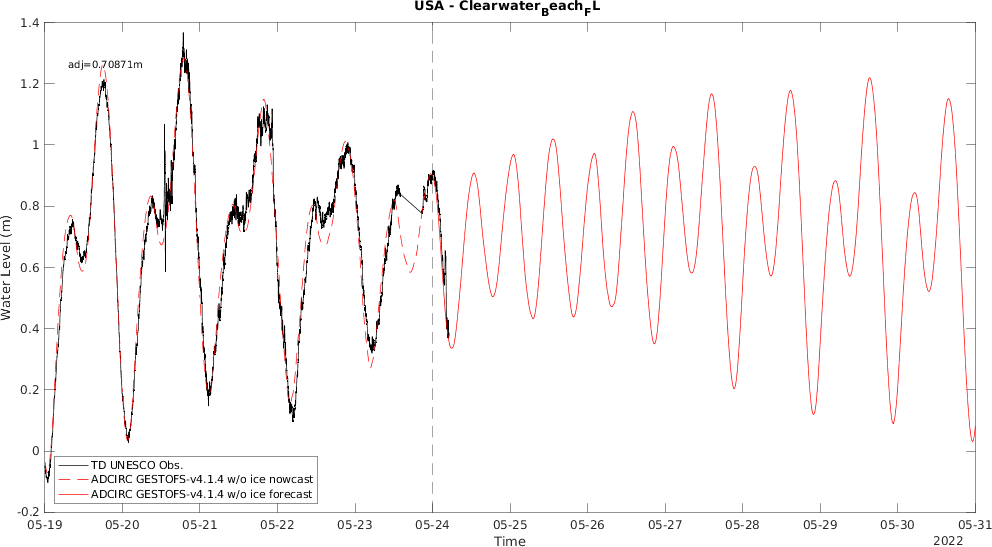 USA - Clearwater_Beach_FL
adj=0.70871m
1.4
1.2
1
0.8
0.6
0.4
0.2
0
-0.2
Water Level (m)
TD UNESCO Obs.
ADCIRC GESTOFS-v4.1.4 w/o ice nowcast
ADCIRC GESTOFS-v4.1.4 w/o ice forecast
05-19 05-20 05-21 05-22 05-23 05-24 05-25 05-26 05-27 05-28 05-29 05-30 05-31
Time
2022